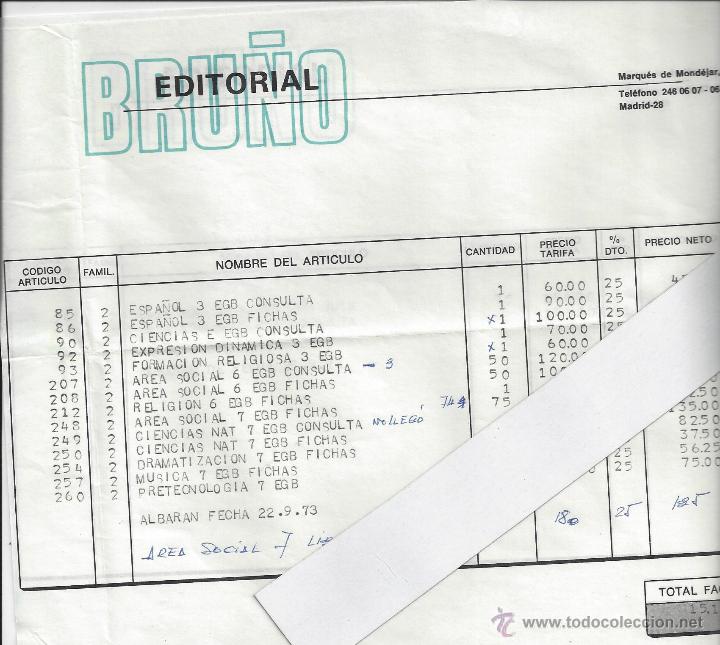 EDITORIAL
BRUÑO
Marqués de Mondéjar,
Teléfono 246 06 07 - 06
Madrid-28
CODIGO ARTICULO FAMIL. NOMBRE DEL ARTICULO CANTIDAD PRECIO TARIFA % DTO. PRECIO NETO
85 2 ESPAÑOL 3 EGB CONSULTA 1 60.00 25
86 2 ESPAÑOL 3 EGB FICHAS 1 90.00 25
90 2 CIENCIAS E EGB CONSULTA x1 100.00 25
92 2 EXPRESION DINAMICA 3 EGB 1 70.00 25
93 2 FORMACION RELIGIOSA 3 EGB x1 60.00
207 2 AREA SOCIAL 6 EGB CONSULTA - 3 50 120.0
208 2 AREA SOCIAL 6 EGB FICHAS 50
212 2 RELIGION 6 EGB FICHAS 1
248 2 AREA SOCIAL 7 EGB FICHAS 75
249 2 CIENCIAS NAT 7 EGB CONSULTA NO LLEGÓ
250 2 CIENCIAS NAT 7 EGB FICHAS 82.50
254 2 DRAMATIZACION 7 EGB FICHAS 37.50
257 2 MUSICA 7 EGB FICHAS 25 56.25
260 2 PRETECNOLOGIA 7 EGB 25 75.00
ALBARAN FECHA 22.9.73
AREA SOCIAL 7 25
TOTAL FA
15.1
www.todocoleccion.net